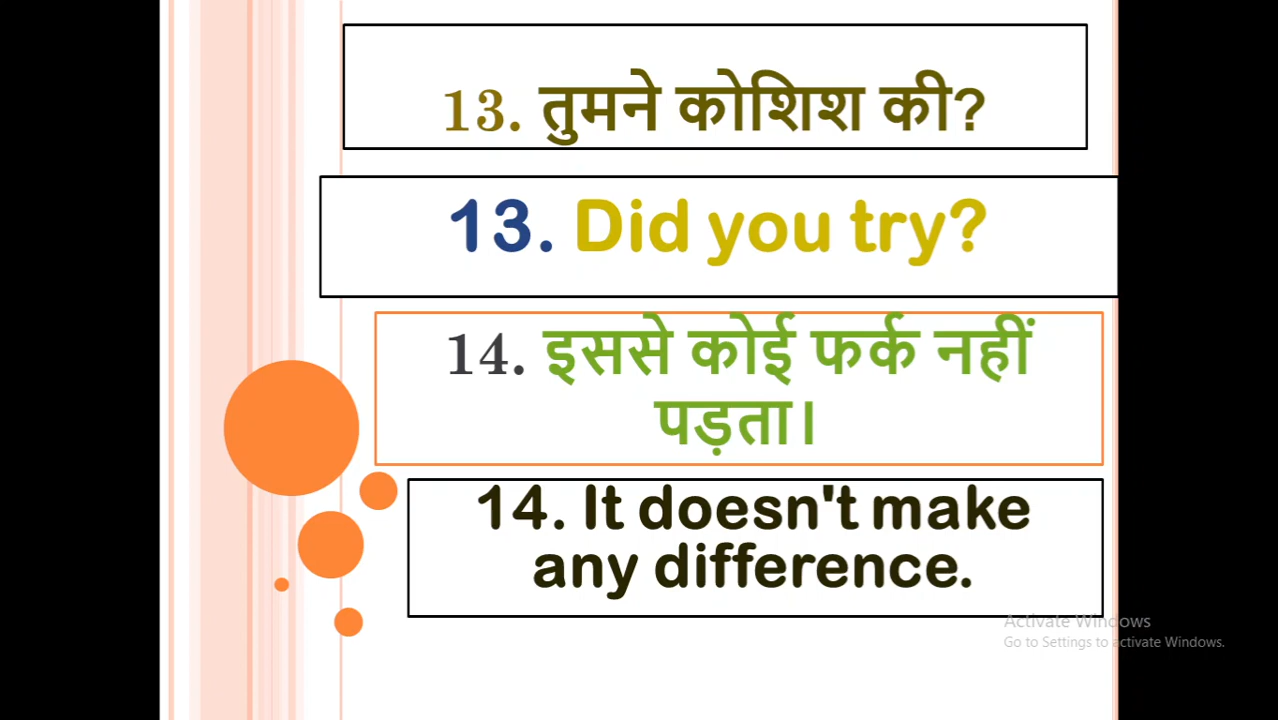 13. तुमने कोशिश की?
13. Did you try?
14. इससे कोई फर्क नहीं
पड़ता।
14. It doesn't make
any difference.
Activate Windows
Go to Settings to activate Windows.